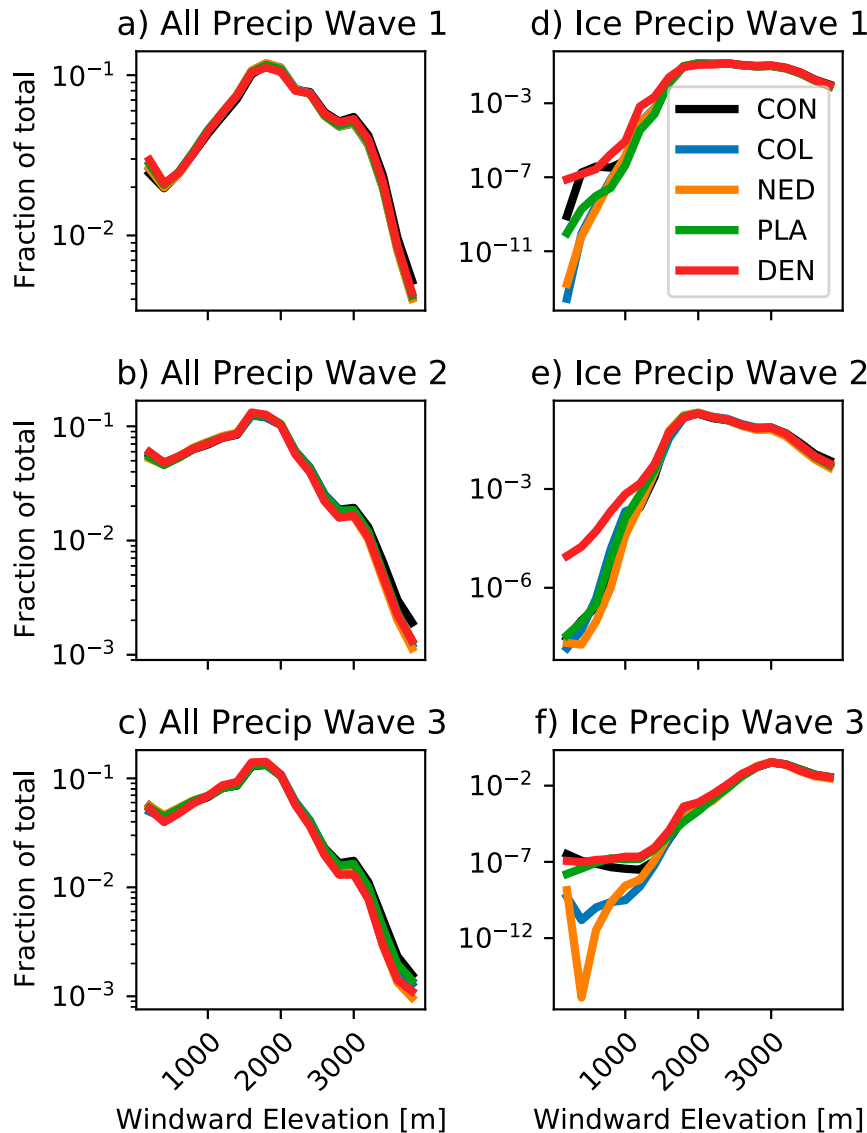 a) All Precip Wave 1
Fraction of total
10⁻¹
10⁻²
d) Ice Precip Wave 1
10⁻³
10⁻⁷
10⁻¹¹
CON
COL
NED
PLA
DEN
b) All Precip Wave 2
Fraction of total
10⁻¹
10⁻²
10⁻³
e) Ice Precip Wave 2
10⁻³
10⁻⁶
c) All Precip Wave 3
Fraction of total
10⁻¹
10⁻²
10⁻³
1000
2000
3000
Windward Elevation [m]
f) Ice Precip Wave 3
10⁻²
10⁻⁷
10⁻¹²
1000
2000
3000
Windward Elevation [m]